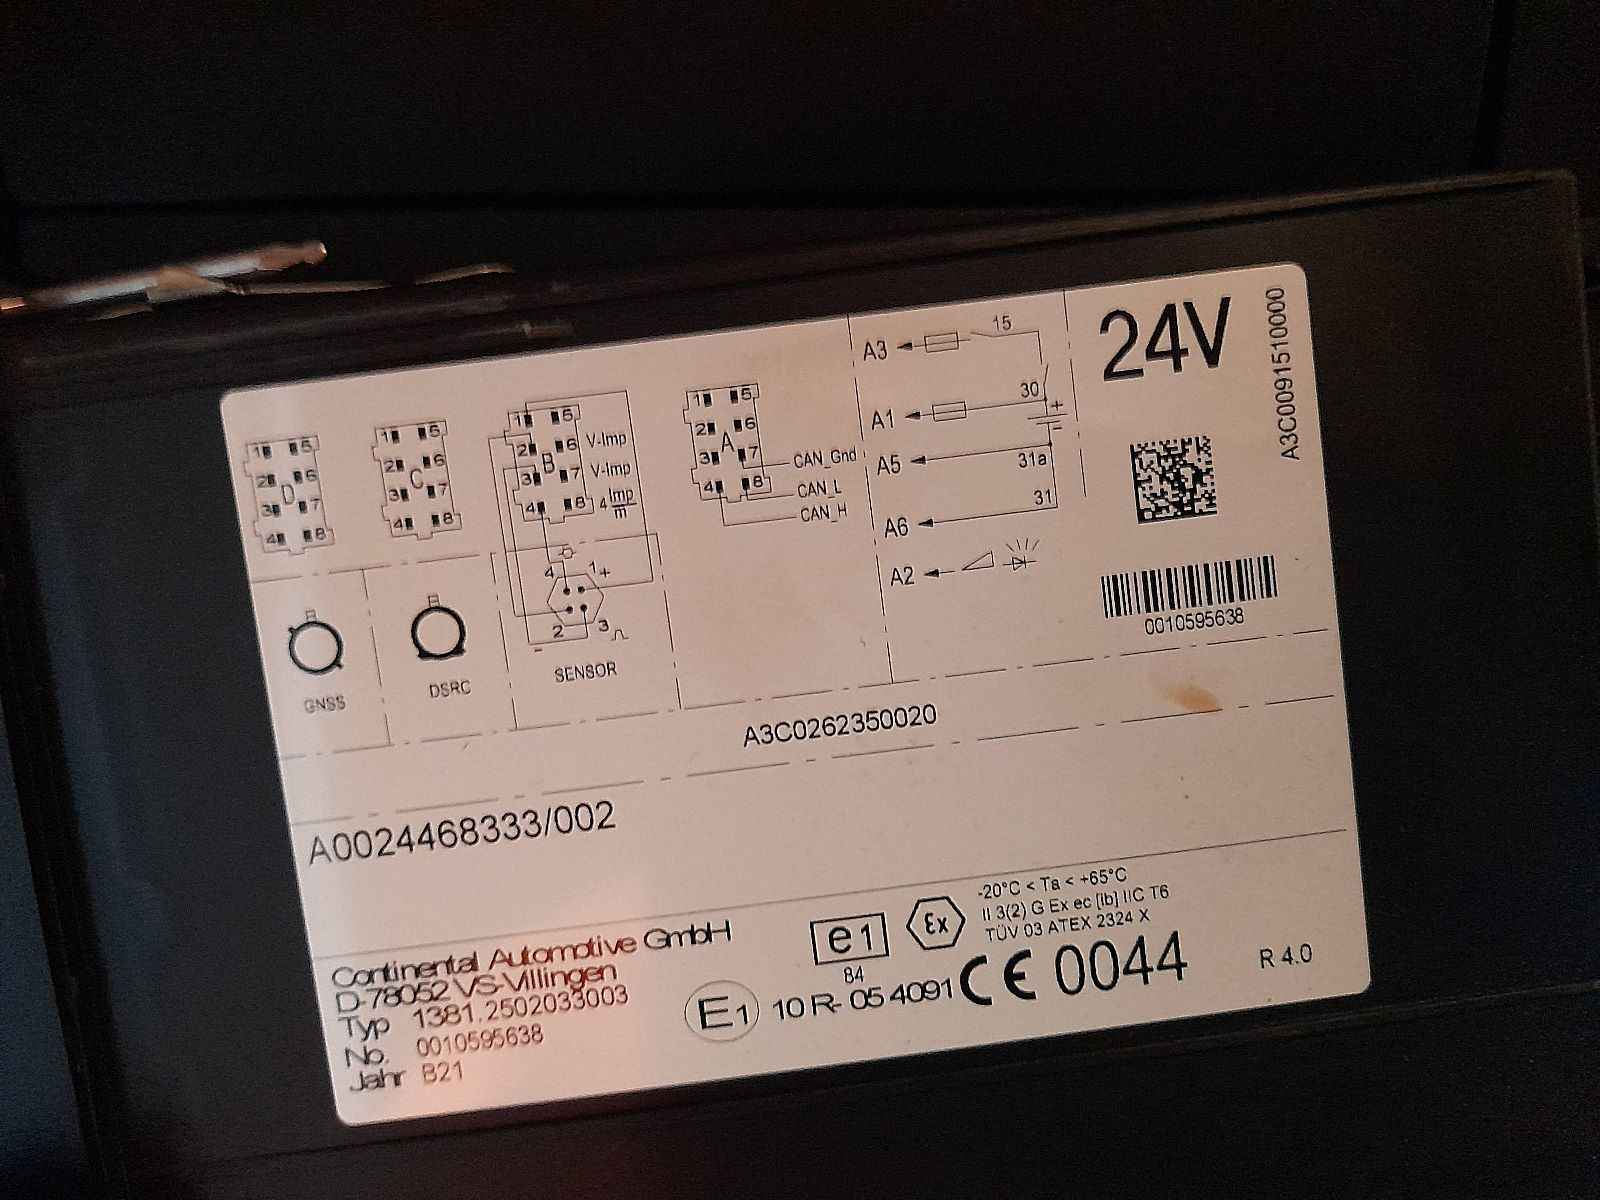 24V
A3C0091510000
A3 15
A1 30
+
-
A5 31a
A6 31
A2
1 5
2 6
3 7
4 8
D
1 5
2 6
3 7
4 8
C
1 5
2 6 V-Imp
3 7 V-Imp
4 8 4 Imp/m
B
1 5
2 6
3 7 CAN_Gnd
4 8 CAN_L
CAN_H
A
4 1 +
2 3
-
GNSS
DSRC
SENSOR
0010595638
A3C0262350020
A0024468333/002
Continental Automotive GmbH
D-78052 VS-Villingen
Typ 1381.2502033003
No. 0010595638
Jahr B21
e1
84
εx
-20°C < Ta < +65°C
II 3(2) G Ex ec [ib] IIC T6
TÜV 03 ATEX 2324 X
E1 10 R- 05 4091 CE 0044
R 4.0